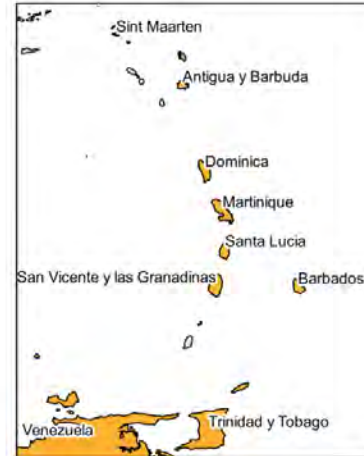 Sint Maarten
Antigua y Barbuda
Dominica
Martinique
Santa Lucia
San Vicente y las Granadinas
Barbados
Venezuela
Trinidad y Tobago